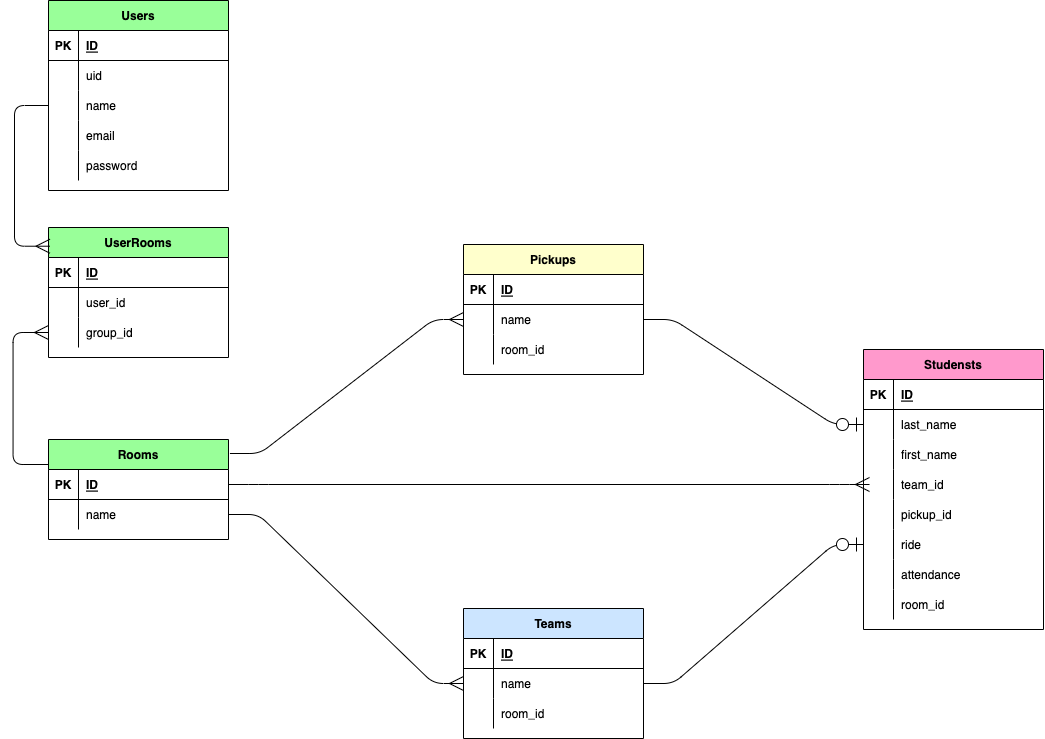 Users
PK ID
uid
name
email
password
UserRooms
PK ID
user_id
group_id
Rooms
PK ID
name
Pickups
PK ID
name
room_id
Teams
PK ID
name
room_id
Studensts
PK ID
last_name
first_name
team_id
pickup_id
ride
attendance
room_id